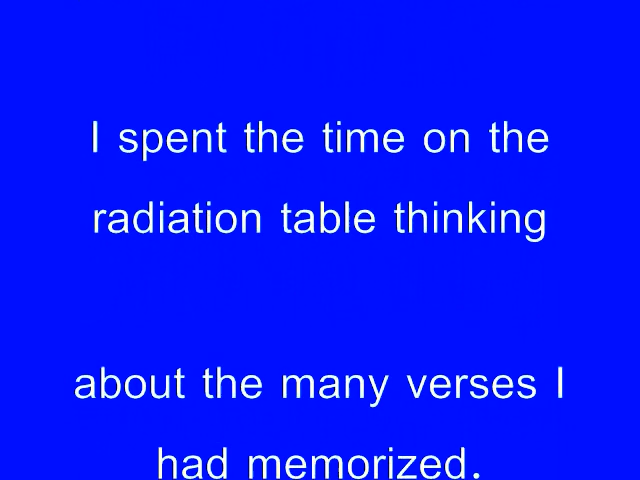 I spent the time on the
radiation table thinking
about the many verses I
had memorized.